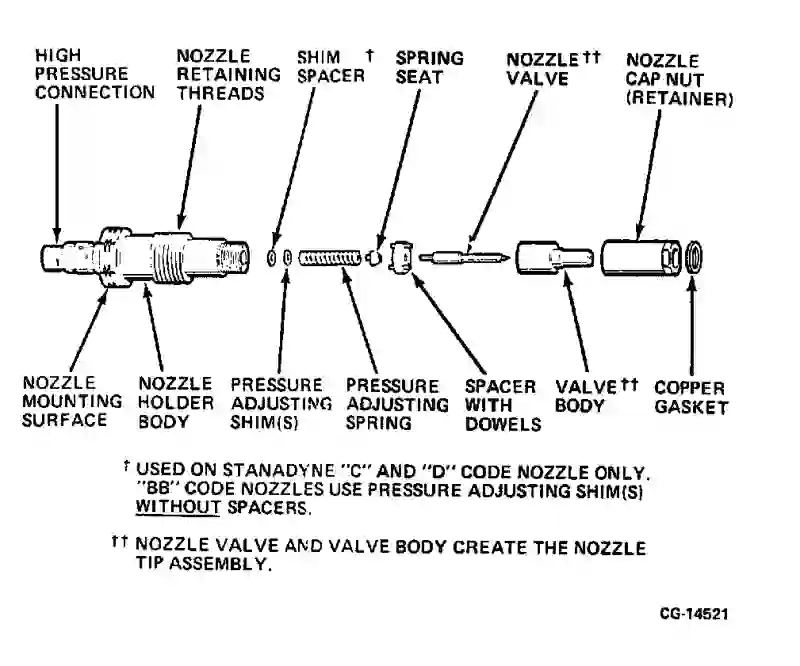 HIGH
PRESSURE
CONNECTION
NOZZLE
RETAINING
THREADS
SHIM †
SPACER
SPRING
SEAT
NOZZLE††
VALVE
NOZZLE
CAP NUT
(RETAINER)
NOZZLE
MOUNTING
SURFACE
NOZZLE
HOLDER
BODY
PRESSURE
ADJUSTING
SHIM(S)
PRESSURE
ADJUSTING
SPRING
SPACER
WITH
DOWELS
VALVE††
BODY
COPPER
GASKET
† USED ON STANADYNE "C" AND "D" CODE NOZZLE ONLY.
"BB" CODE NOZZLES USE PRESSURE ADJUSTING SHIM(S)
WITHOUT SPACERS.
†† NOZZLE VALVE AND VALVE BODY CREATE THE NOZZLE
TIP ASSEMBLY.
CG-14521